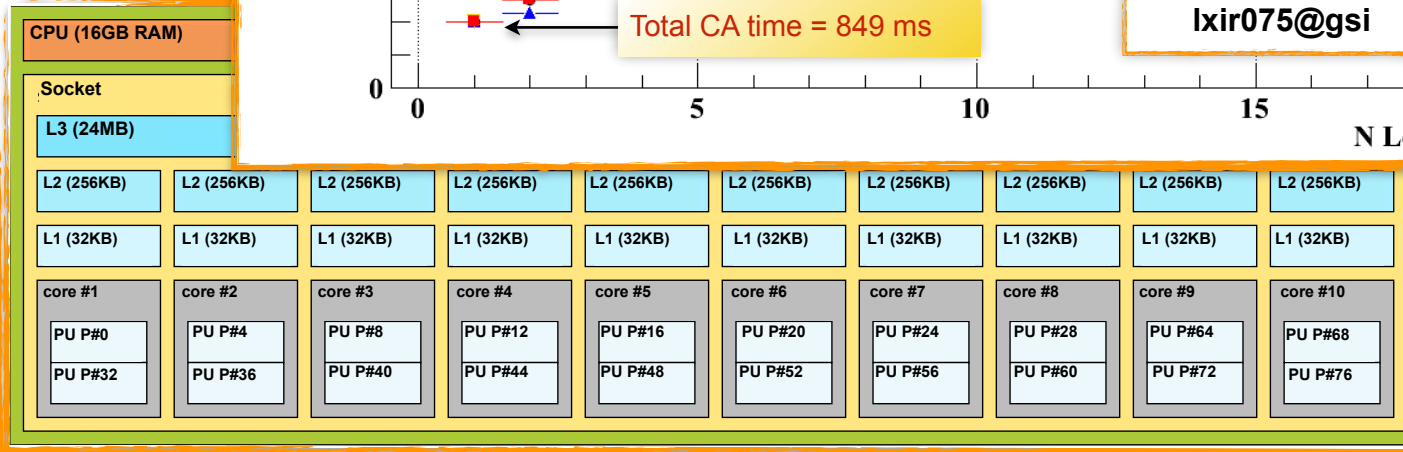 CPU (16GB RAM)
Total CA time = 849 ms
lxir075@gsi
Socket
0
0 5 10 15
L3 (24MB)
N L
L2 (256KB) L2 (256KB) L2 (256KB) L2 (256KB) L2 (256KB) L2 (256KB) L2 (256KB) L2 (256KB) L2 (256KB) L2 (256KB)
L1 (32KB) L1 (32KB) L1 (32KB) L1 (32KB) L1 (32KB) L1 (32KB) L1 (32KB) L1 (32KB) L1 (32KB) L1 (32KB)
core #1 core #2 core #3 core #4 core #5 core #6 core #7 core #8 core #9 core #10
PU P#0 PU P#4 PU P#8 PU P#12 PU P#16 PU P#20 PU P#24 PU P#28 PU P#64 PU P#68
PU P#32 PU P#36 PU P#40 PU P#44 PU P#48 PU P#52 PU P#56 PU P#60 PU P#72 PU P#76